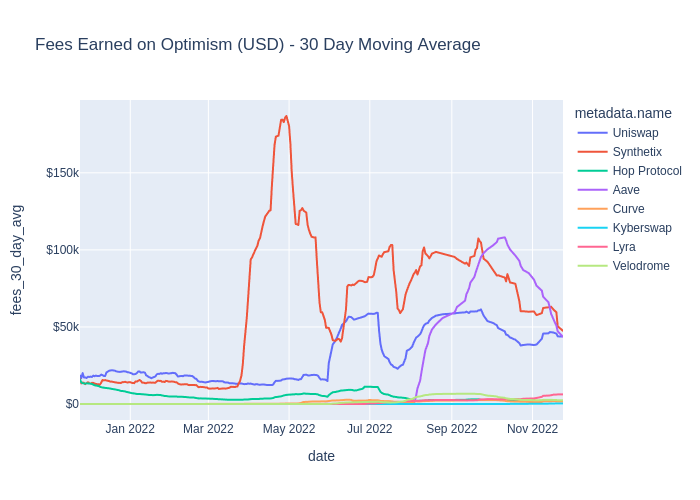 Fees Earned on Optimism (USD) - 30 Day Moving Average
metadata.name
Uniswap
Synthetix
Hop Protocol
Aave
Curve
Kyberswap
Lyra
Velodrome
fees_30_day_avg
$150k
$100k
$50k
$0
Jan 2022
Mar 2022
May 2022
Jul 2022
Sep 2022
Nov 2022
date